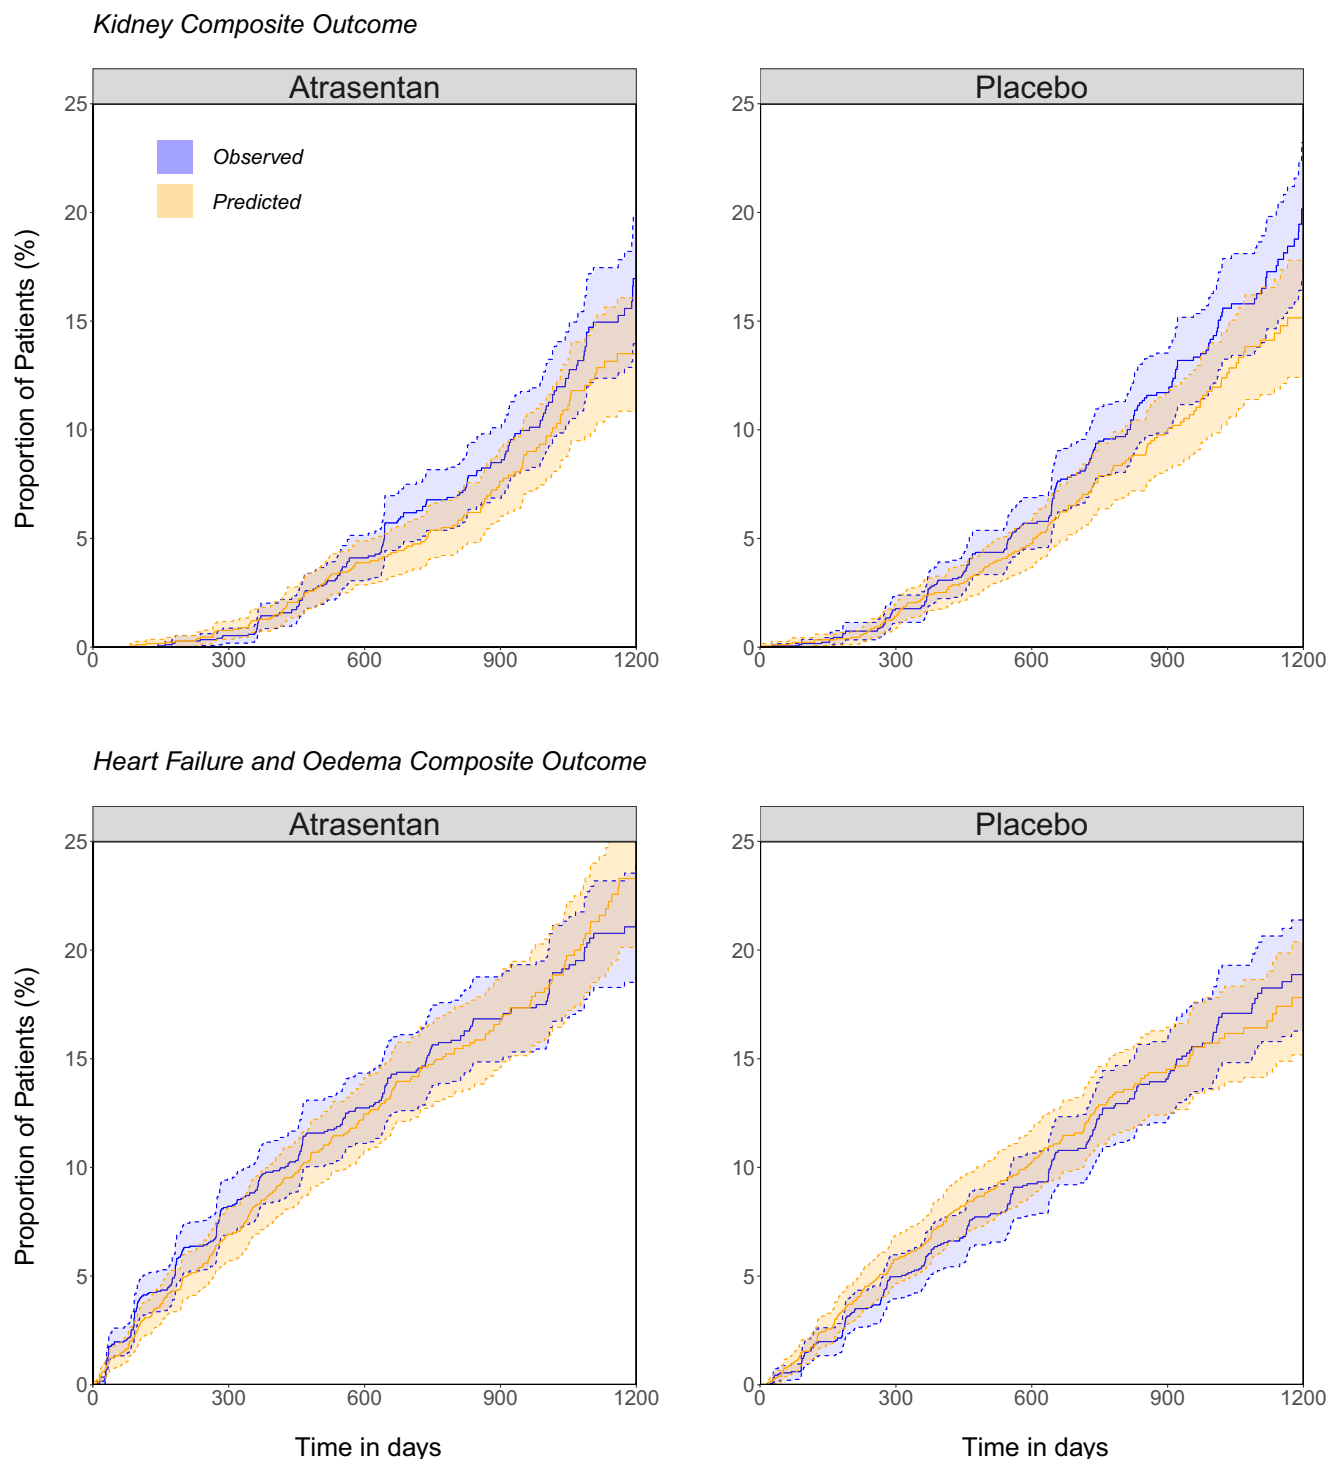 Kidney Composite Outcome
Atrasentan
Placebo
Observed
Predicted
Proportion of Patients (%)
25
20
15
10
5
0
0 300 600 900 1200
25
20
15
10
5
0
0 300 600 900 1200
Heart Failure and Oedema Composite Outcome
Atrasentan
Placebo
Proportion of Patients (%)
25
20
15
10
5
0
0 300 600 900 1200
25
20
15
10
5
0
0 300 600 900 1200
Time in days
Time in days